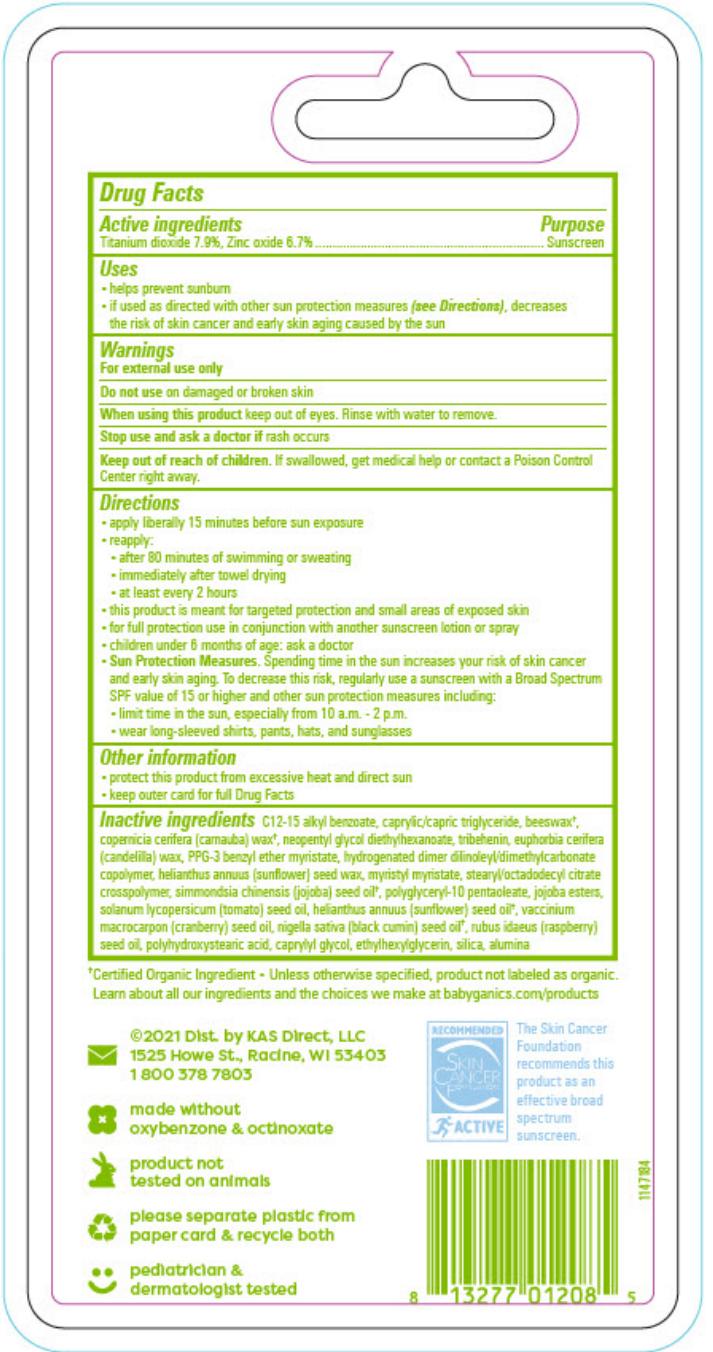 Drug Facts
Active ingredients Purpose
Titanium dioxide 7.9%, Zinc oxide 6.7% ........................................................ Sunscreen
Uses
• helps prevent sunburn
• if used as directed with other sun protection measures (see Directions), decreases
the risk of skin cancer and early skin aging caused by the sun
Warnings
For external use only
Do not use on damaged or broken skin
When using this product keep out of eyes. Rinse with water to remove.
Stop use and ask a doctor if rash occurs
Keep out of reach of children. If swallowed, get medical help or contact a Poison Control
Center right away.
Directions
• apply liberally 15 minutes before sun exposure
• reapply:
• after 80 minutes of swimming or sweating
• immediately after towel drying
• at least every 2 hours
• this product is meant for targeted protection and small areas of exposed skin
• for full protection use in conjunction with another sunscreen lotion or spray
• children under 6 months of age: ask a doctor
• Sun Protection Measures. Spending time in the sun increases your risk of skin cancer
and early skin aging. To decrease this risk, regularly use a sunscreen with a Broad Spectrum
SPF value of 15 or higher and other sun protection measures including:
• limit time in the sun, especially from 10 a.m. - 2 p.m.
• wear long-sleeved shirts, pants, hats, and sunglasses
Other information
• protect this product from excessive heat and direct sun
• keep outer card for full Drug Facts
Inactive ingredients C12-15 alkyl benzoate, caprylic/capric triglyceride, beeswax†,
copernicia cerifera (carnauba) wax†, neopentyl glycol diethylhexanoate, tribehenin, euphorbia cerifera
(candelilla) wax, PPG-3 benzyl ether myristate, hydrogenated dimer dilinoleyl/dimethylcarbonate
copolymer, helianthus annuus (sunflower) seed wax, myristyl myristate, stearyl/octadodecyl citrate
crosspolymer, simmondsia chinensis (jojoba) seed oil†, polyglyceryl-10 pentaoleate, jojoba esters,
solanum lycopersicum (tomato) seed oil, helianthus annuus (sunflower) seed oil†, vaccinium
macrocarpon (cranberry) seed oil, nigella sativa (black cumin) seed oil†, rubus idaeus (raspberry)
seed oil, polyhydroxystearic acid, caprylyl glycol, ethylhexylglycerin, silica, alumina
†Certified Organic Ingredient • Unless otherwise specified, product not labeled as organic.
Learn about all our ingredients and the choices we make at babyganics.com/products
©2021 Dist. by KAS Direct, LLC
1525 Howe St., Racine, WI 53403
1 800 378 7803
made without
oxybenzone & octinoxate
product not
tested on animals
please separate plastic from
paper card & recycle both
pediatrician &
dermatologist tested
RECOMMENDED
SKIN
CANCER
FOUNDATION
ACTIVE
The Skin Cancer
Foundation
recommends this
product as an
effective broad
spectrum
sunscreen.
1147184
8 13277 01208 5